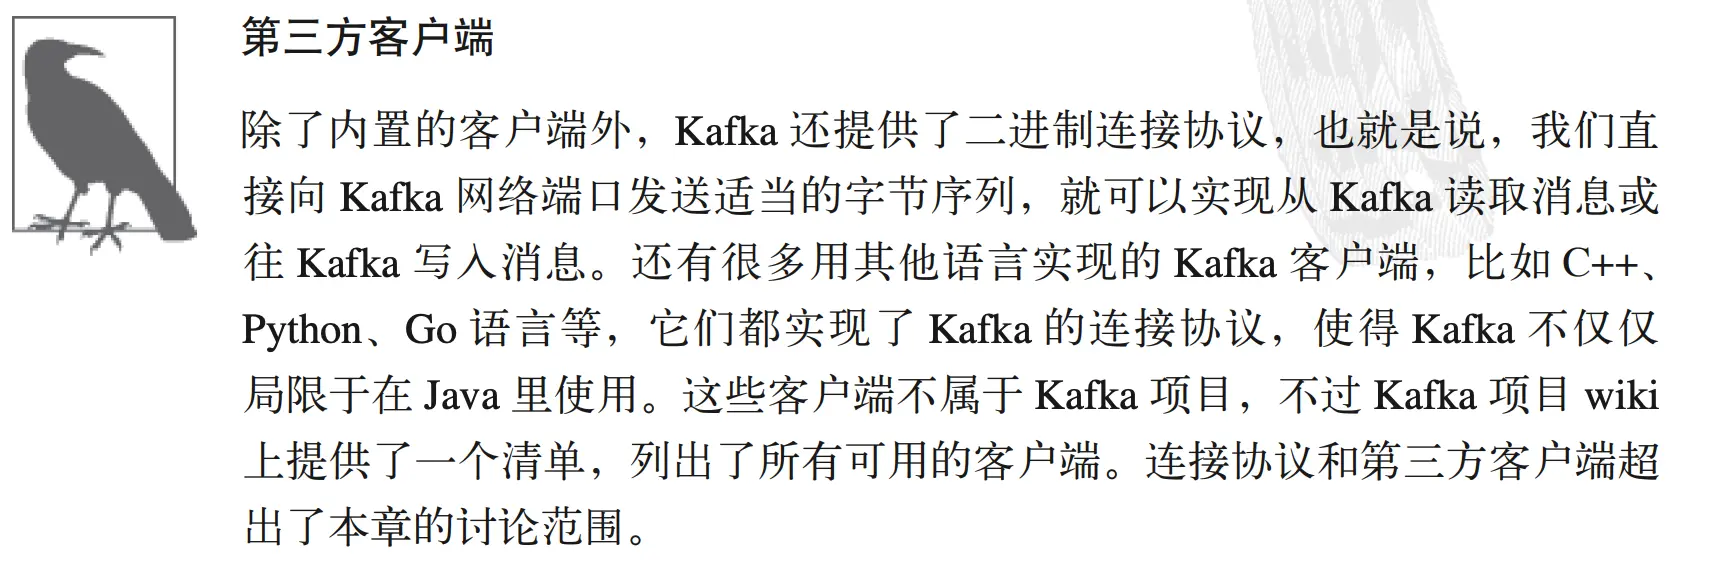 第三方客户端
除了内置的客户端外，Kafka 还提供了二进制连接协议，也就是说，我们直
接向 Kafka 网络端口发送适当的字节序列，就可以实现从 Kafka 读取消息或
往 Kafka 写入消息。还有很多用其他语言实现的 Kafka 客户端，比如 C++、
Python、Go 语言等，它们都实现了 Kafka 的连接协议，使得 Kafka 不仅仅
局限于在 Java 里使用。这些客户端不属于 Kafka 项目，不过 Kafka 项目 wiki
上提供了一个清单，列出了所有可用的客户端。连接协议和第三方客户端超
出了本章的讨论范围。